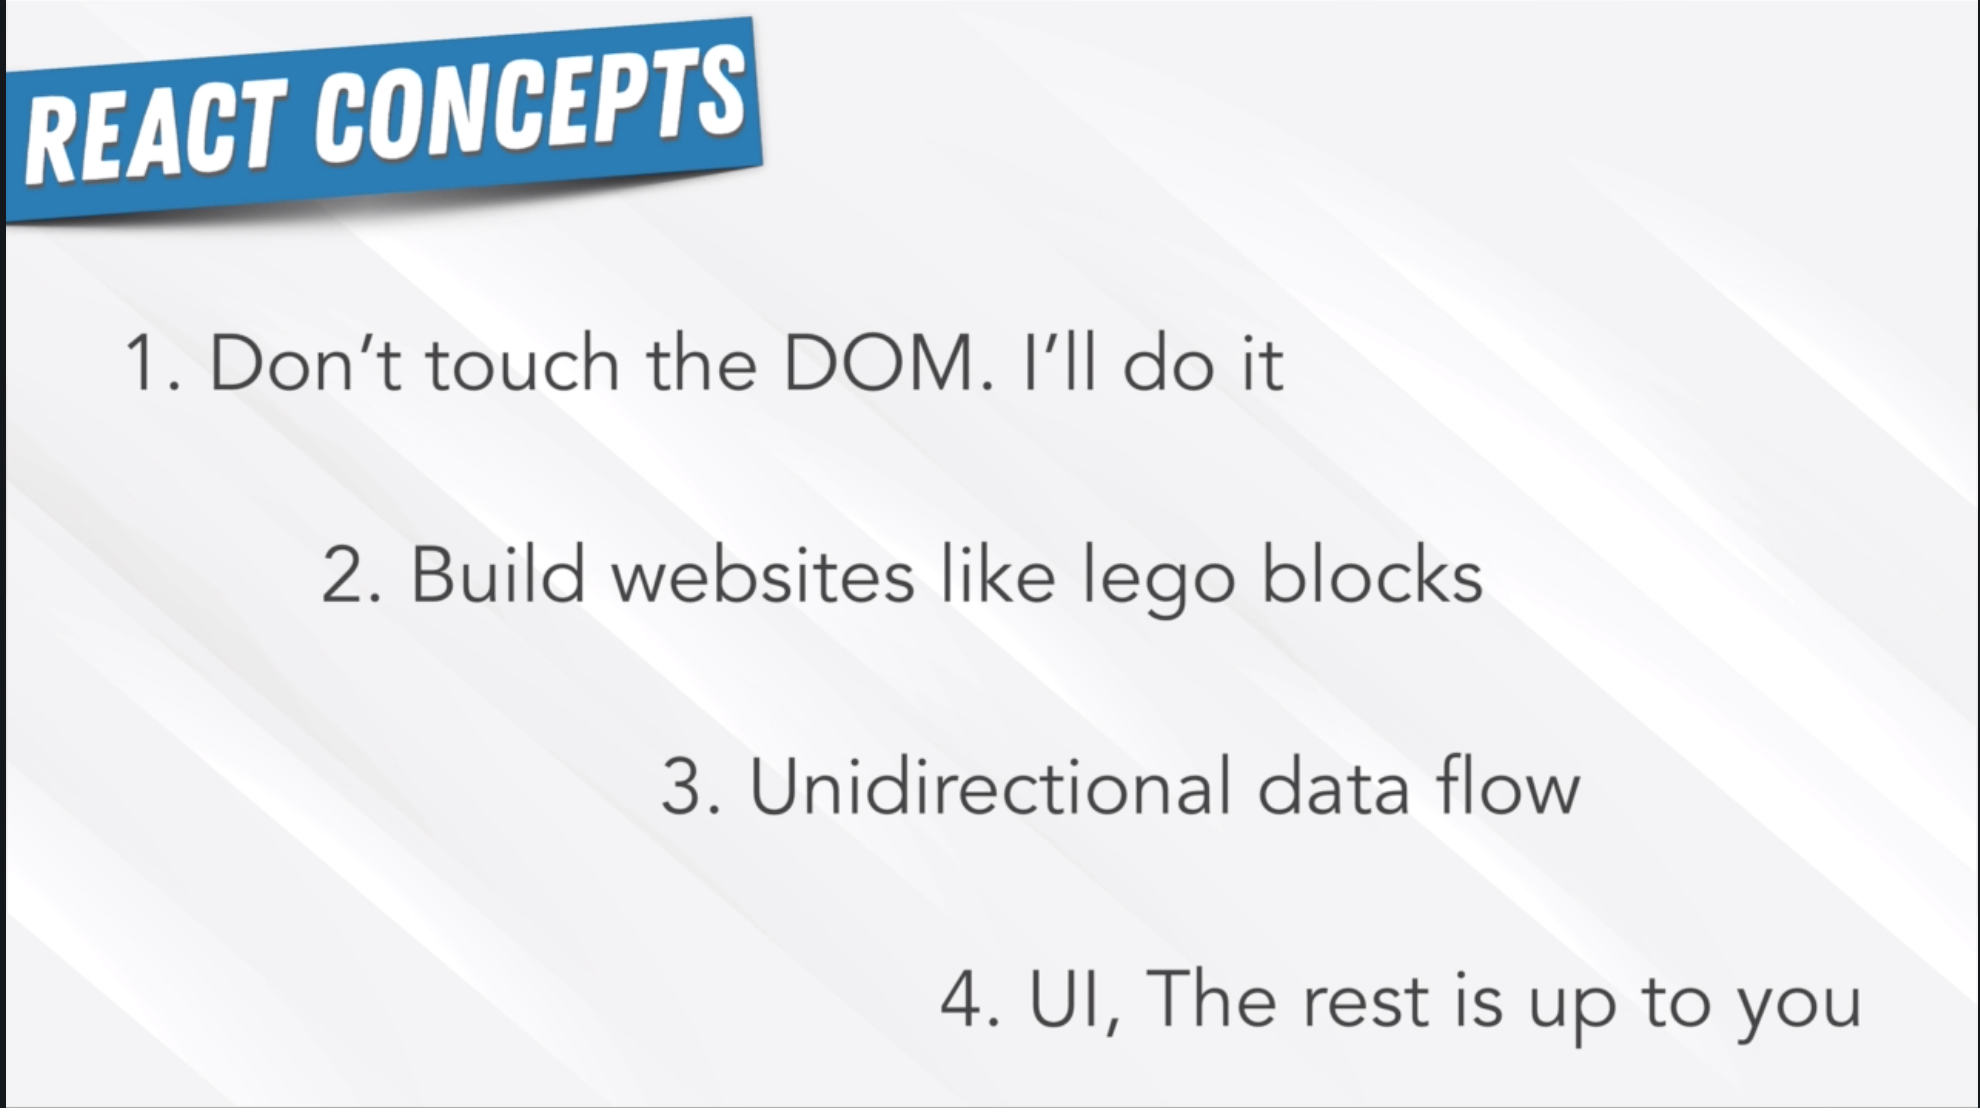 REACT CONCEPTS
1. Don’t touch the DOM. I’ll do it
2. Build websites like lego blocks
3. Unidirectional data flow
4. UI, The rest is up to you